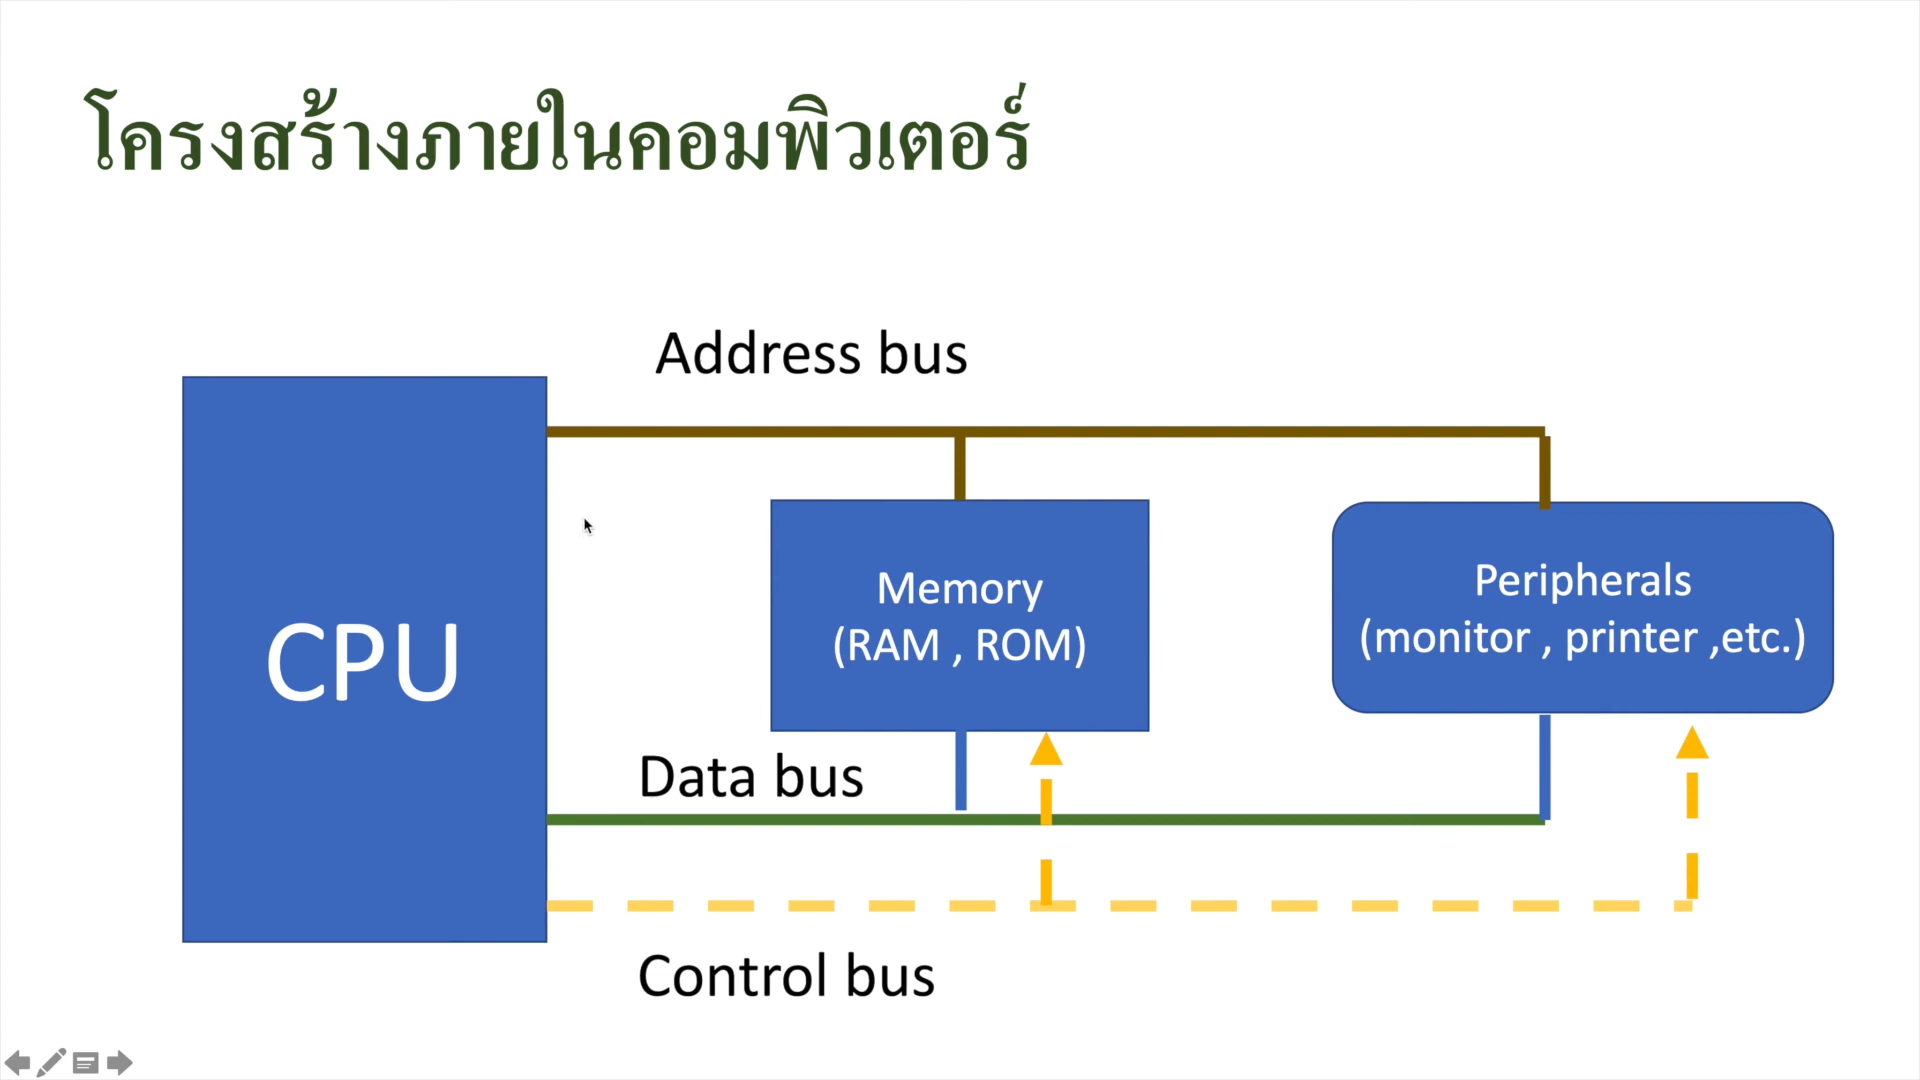 โครงสร้างภายในคอมพิวเตอร์
Address bus
CPU
Memory
(RAM , ROM)
Peripherals
(monitor , printer ,etc.)
Data bus
Control bus